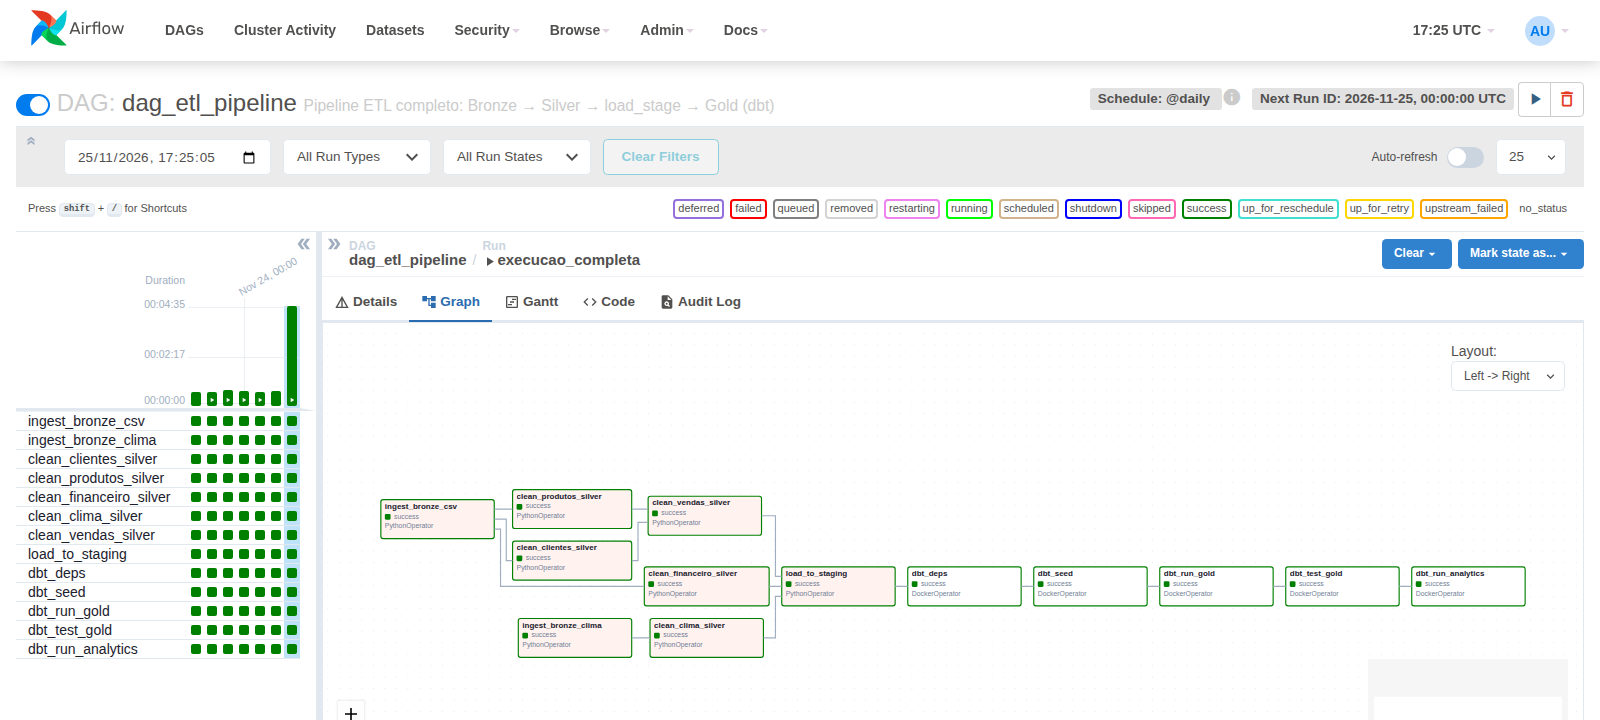 Airflow
DAGs
Cluster Activity
Datasets
Security
Browse
Admin
Docs
17:25 UTC
AU
DAG: dag_etl_pipeline Pipeline ETL completo: Bronze → Silver → load_stage → Gold (dbt)
Schedule: @daily
i
Next Run ID: 2026-11-25, 00:00:00 UTC
25/11/2026, 17:25:05
All Run Types
All Run States
Clear Filters
Auto-refresh
25
Press shift + / for Shortcuts
deferred
failed
queued
removed
restarting
running
scheduled
shutdown
skipped
success
up_for_reschedule
up_for_retry
upstream_failed
no_status
Duration
Nov 24, 00:00
00:04:35
00:02:17
00:00:00
ingest_bronze_csv
ingest_bronze_clima
clean_clientes_silver
clean_produtos_silver
clean_financeiro_silver
clean_clima_silver
clean_vendas_silver
load_to_staging
dbt_deps
dbt_seed
dbt_run_gold
dbt_test_gold
dbt_run_analytics
DAG
dag_etl_pipeline
/
Run
execucao_completa
Clear
Mark state as...
Details
Graph
Gantt
Code
Audit Log
Layout:
Left -> Right
ingest_bronze_csv
success
PythonOperator
clean_produtos_silver
success
PythonOperator
clean_clientes_silver
success
PythonOperator
clean_vendas_silver
success
PythonOperator
clean_financeiro_silver
success
PythonOperator
ingest_bronze_clima
success
PythonOperator
clean_clima_silver
success
PythonOperator
load_to_staging
success
PythonOperator
dbt_deps
success
DockerOperator
dbt_seed
success
DockerOperator
dbt_run_gold
success
DockerOperator
dbt_test_gold
success
DockerOperator
dbt_run_analytics
success
DockerOperator